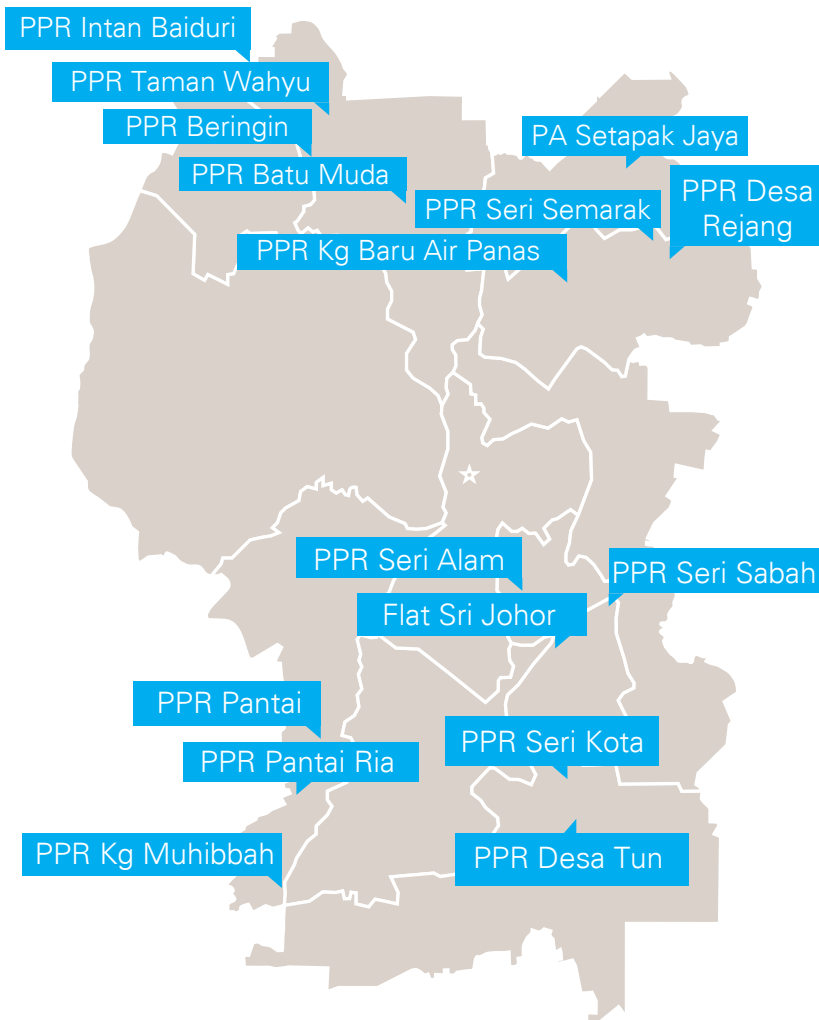 PPR Intan Baiduri
PPR Taman Wahyu
PPR Beringin
PA Setapak Jaya
PPR Batu Muda
PPR Desa
Rejang
PPR Seri Semarak
PPR Kg Baru Air Panas
PPR Seri Alam
PPR Seri Sabah
Flat Sri Johor
PPR Pantai
PPR Seri Kota
PPR Pantai Ria
PPR Kg Muhibbah
PPR Desa Tun